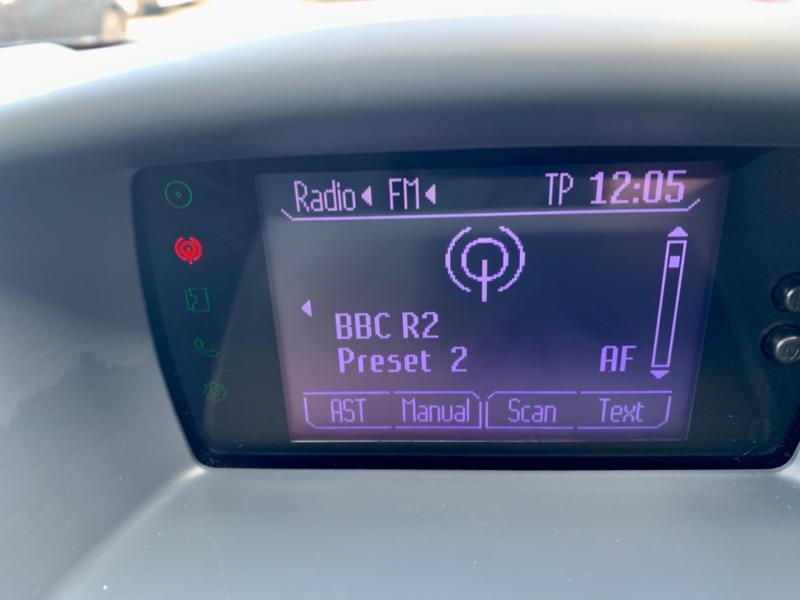 Radio FM TP 12:05
BBC R2
Preset 2 AF
AST Manual Scan Text